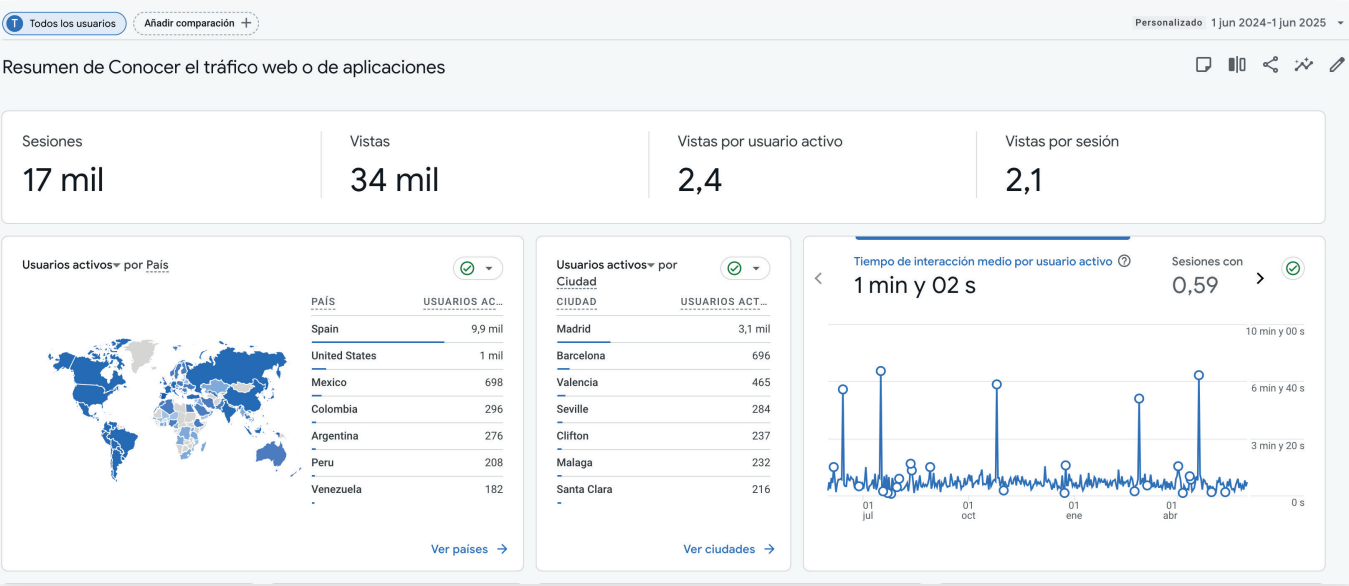 T Todos los usuarios
Añadir comparación +
Personalizado 1 jun 2024-1 jun 2025
Resumen de Conocer el tráfico web o de aplicaciones
Sesiones
17 mil
Vistas
34 mil
Vistas por usuario activo
2,4
Vistas por sesión
2,1
Usuarios activos por País
PAÍS USUARIOS AC...
Spain 9,9 mil
United States 1 mil
Mexico 698
Colombia 296
Argentina 276
Peru 208
Venezuela 182
Ver países →
Usuarios activos por
Ciudad
CIUDAD USUARIOS ACT...
Madrid 3,1 mil
Barcelona 696
Valencia 465
Seville 284
Clifton 237
Malaga 232
Santa Clara 216
Ver ciudades →
Tiempo de interacción medio por usuario activo
1 min y 02 s
Sesiones con
0,59
10 min y 00 s
6 min y 40 s
3 min y 20 s
0 s
01 jul
01 oct
01 ene
01 abr